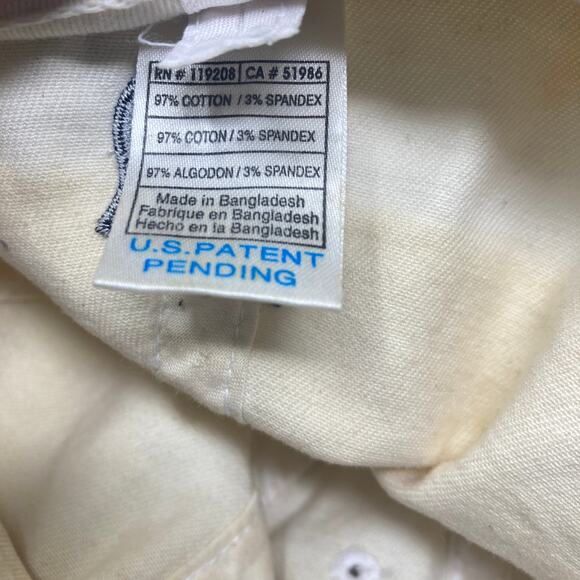 RN # 119208 CA # 51986
97% COTTON / 3% SPANDEX
97% COTON / 3% SPANDEX
97% ALGODON / 3% SPANDEX
Made in Bangladesh
Fabrique en Bangladesh
Hecho en la Bangladesh
U.S. PATENT
PENDING